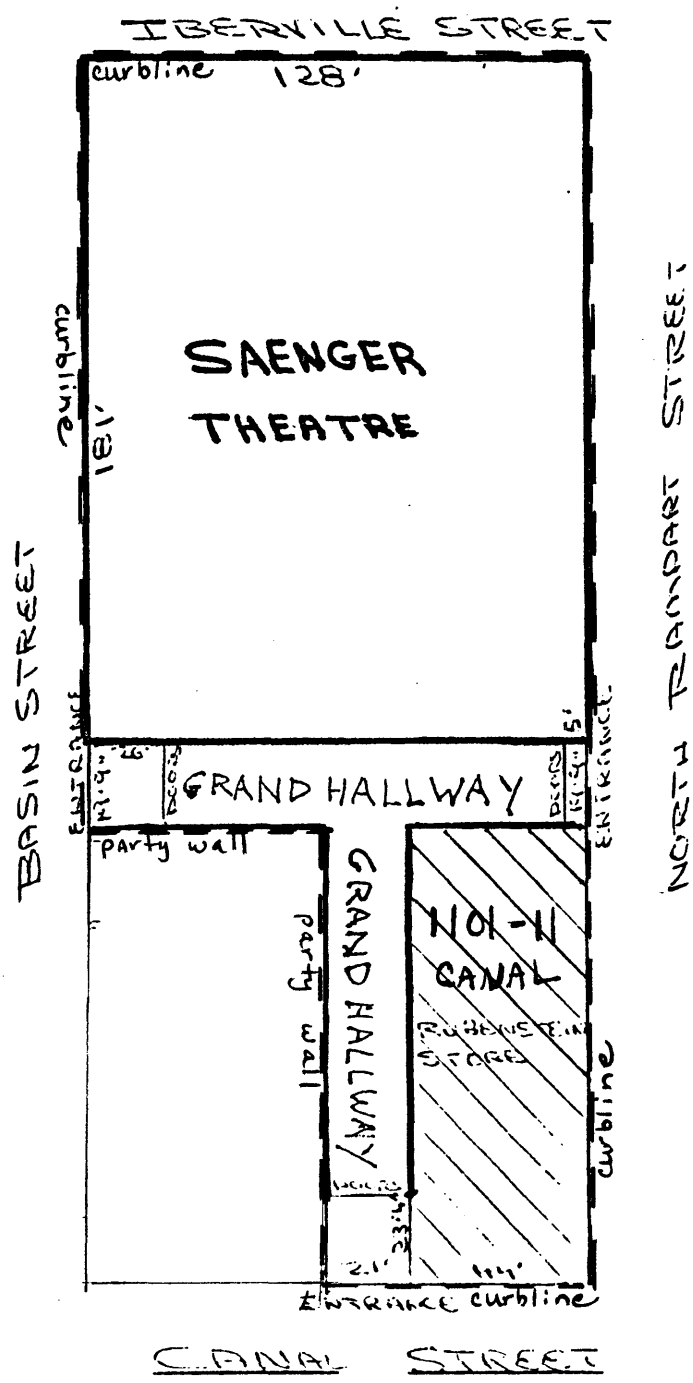 IBERVILLE STREET
curbline 128'
curbline
181'
SAENGER
THEATRE
BASIN STREET
NORTH RAMPART STREET
ENTRANCE
DOORS
GRAND HALLWAY
DOORS
5'
ENTRANCE
party wall
party wall
GRAND HALLWAY
1101-11
CANAL
RUBENSTEIN
STORE
curbline
DOORS
23'4"
21'
ENTRANCE curbline
CANAL STREET